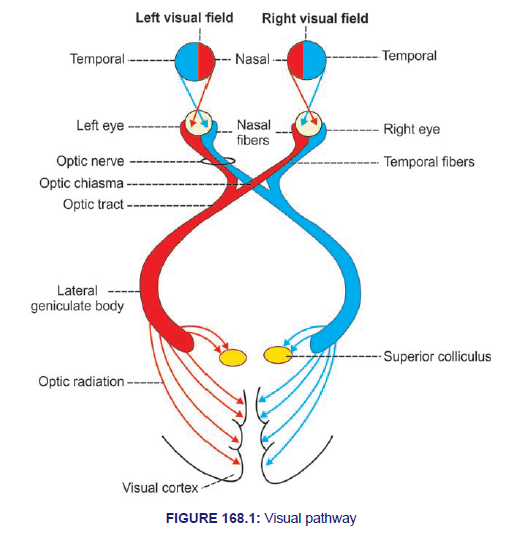 Left visual field
Right visual field
Temporal
Nasal
Temporal
Left eye
Nasal
fibers
Right eye
Optic nerve
Temporal fibers
Optic chiasma
Optic tract
Lateral
geniculate body
Superior colliculus
Optic radiation
Visual cortex
FIGURE 168.1: Visual pathway